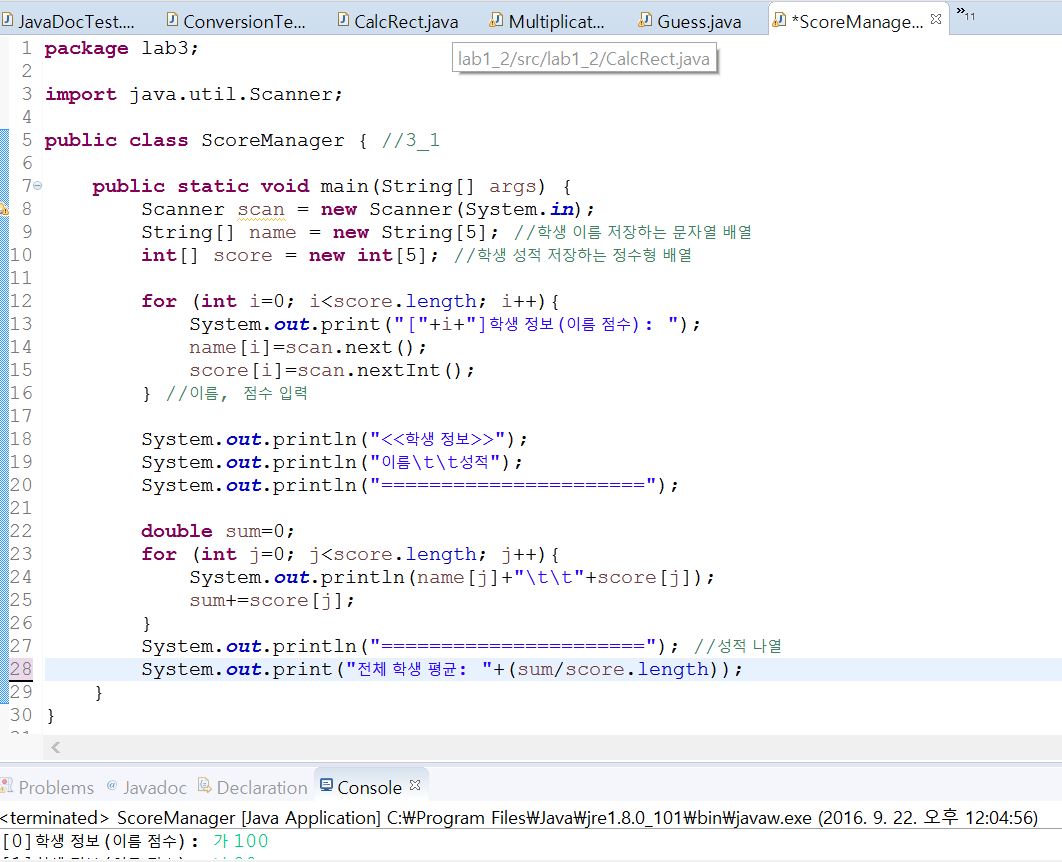 JavaDocTest.... ConversionTe... CalcRect.java Multiplicat... Guess.java *ScoreManage... »11
lab1_2/src/lab1_2/CalcRect.java
1 package lab3;
2
3 import java.util.Scanner;
4
5 public class ScoreManager { //3_1
6
7 public static void main(String[] args) {
8 Scanner scan = new Scanner(System.in);
9 String[] name = new String[5]; //학생 이름 저장하는 문자열 배열
10 int[] score = new int[5]; //학생 성적 저장하는 정수형 배열
11
12 for (int i=0; i<score.length; i++){
13 System.out.print("["+i+"]학생 정보(이름 점수): ");
14 name[i]=scan.next();
15 score[i]=scan.nextInt();
16 } //이름, 점수 입력
17
18 System.out.println("<<학생 정보>>");
19 System.out.println("이름\t\t성적");
20 System.out.println("======================");
21
22 double sum=0;
23 for (int j=0; j<score.length; j++){
24 System.out.println(name[j]+"\t\t"+score[j]);
25 sum+=score[j];
26 }
27 System.out.println("======================"); //성적 나열
28 System.out.print("전체 학생 평균: "+(sum/score.length));
29 }
30 }
Problems Javadoc Declaration Console
<terminated> ScoreManager [Java Application] C:₩Program Files₩Java₩jre1.8.0_101₩bin₩javaw.exe (2016. 9. 22. 오후 12:04:56)
[0]학생 정보(이름 점수): 가 100